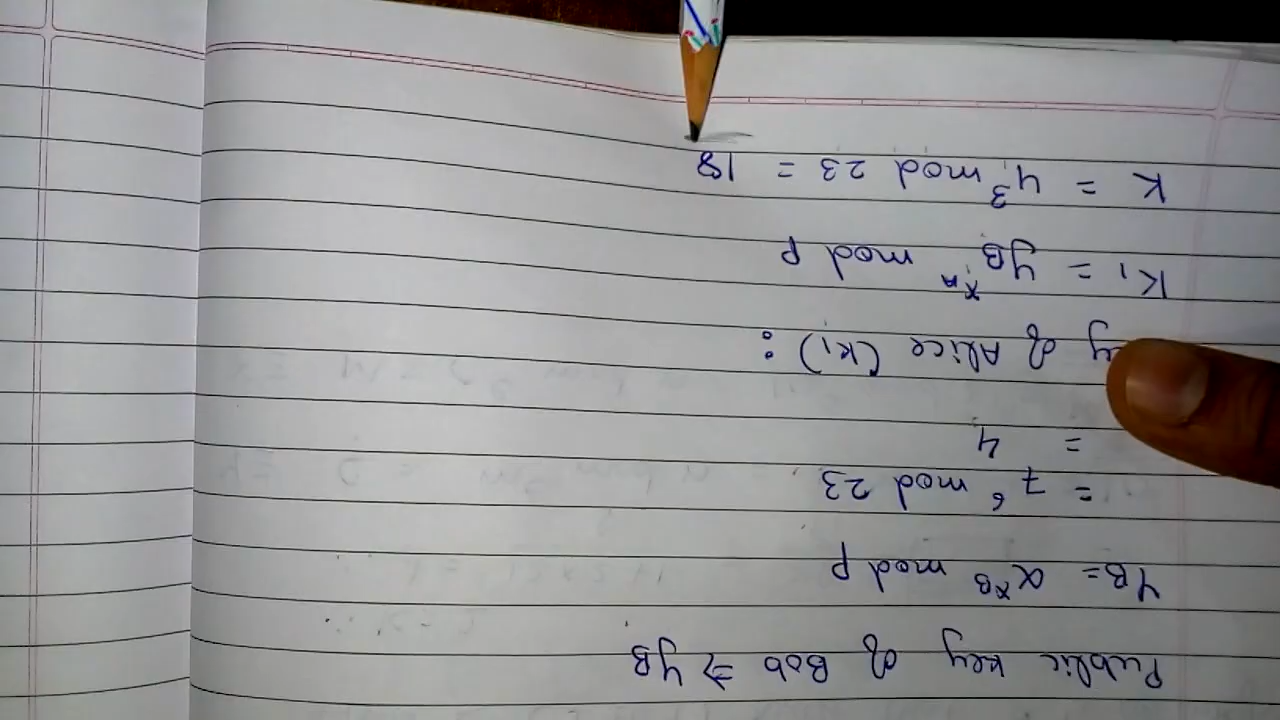 Public key of Bob ⇒ yB
YB = α^xB mod p
= 7^6 mod 23
= 4
of Alice (K1) :
K1 = yB^xA mod p
K = 4^3 mod 23 = 18